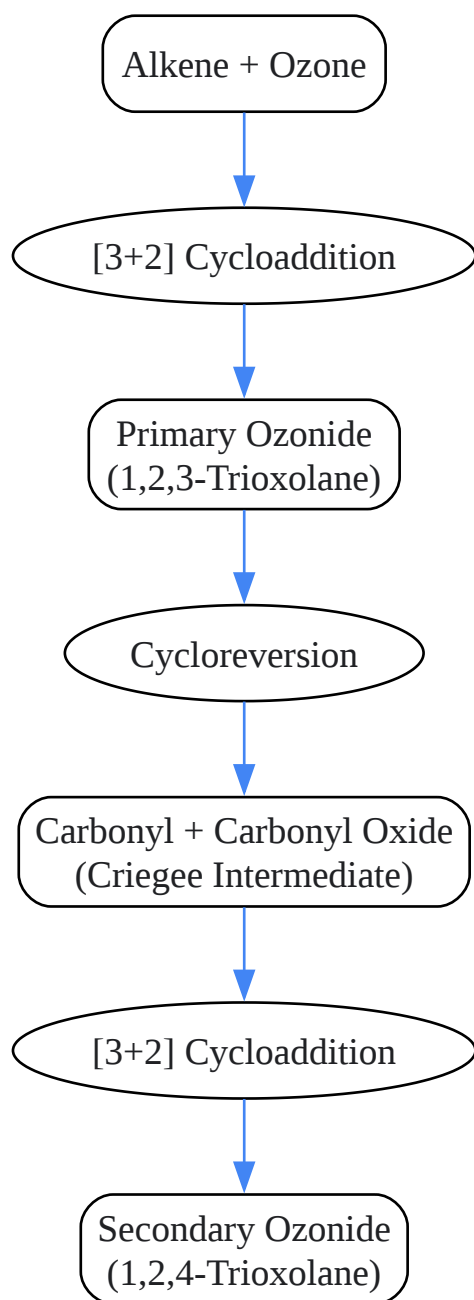 Alkene + Ozone
[3+2] Cycloaddition
Primary Ozonide
(1,2,3-Trioxolane)
Cycloreversion
Carbonyl + Carbonyl Oxide
(Criegee Intermediate)
[3+2] Cycloaddition
Secondary Ozonide
(1,2,4-Trioxolane)